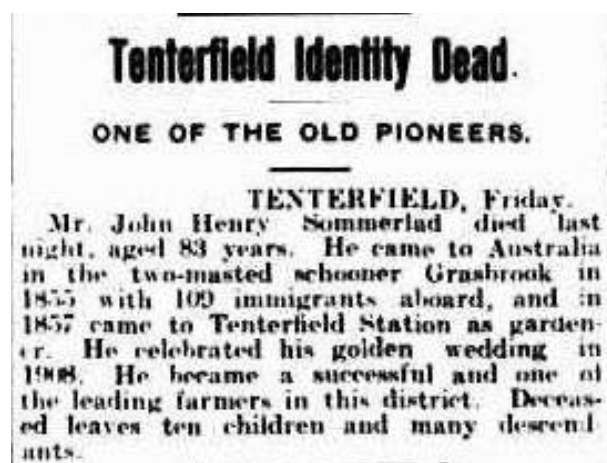 Tenterfield Identity Dead.
ONE OF THE OLD PIONEERS.
TENTERFIELD, Friday.
Mr. John Henry Sommerlad died last
night, aged 83 years. He came to Australia
in the two-masted schooner Grasbrook in
1855 with 109 immigrants aboard, and in
1857 came to Tenterfield Station as garden-
er. He celebrated his golden wedding in
1908. He became a successful and one of
the leading farmers in this district. Deceas-
ed leaves ten children and many descend
ants.